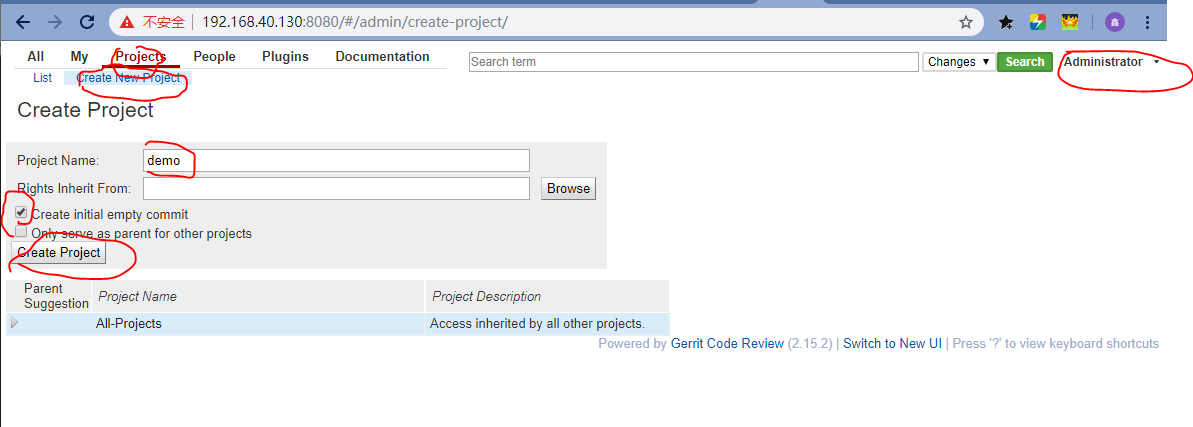 不安全 | 192.168.40.130:8080/#/admin/create-project/
All My Projects People Plugins Documentation
Search term Changes ▼ Search Administrator
List Create New Project
Create Project
Project Name: demo
Rights Inherit From: Browse
Create initial empty commit
Only serve as parent for other projects
Create Project
Parent Suggestion Project Name Project Description
All-Projects Access inherited by all other projects.
Powered by Gerrit Code Review (2.15.2) | Switch to New UI | Press '?' to view keyboard shortcuts